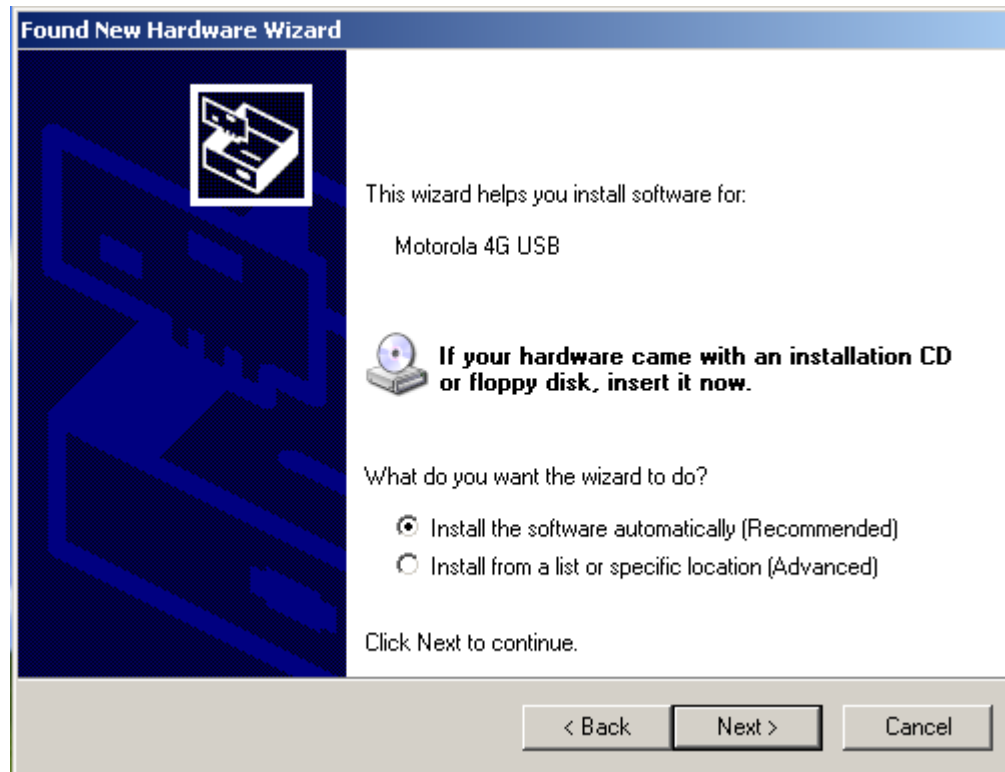 Found New Hardware Wizard
This wizard helps you install software for:
Motorola 4G USB
If your hardware came with an installation CD
or floppy disk, insert it now.
What do you want the wizard to do?
Install the software automatically (Recommended)
Install from a list or specific location (Advanced)
Click Next to continue.
< Back Next > Cancel